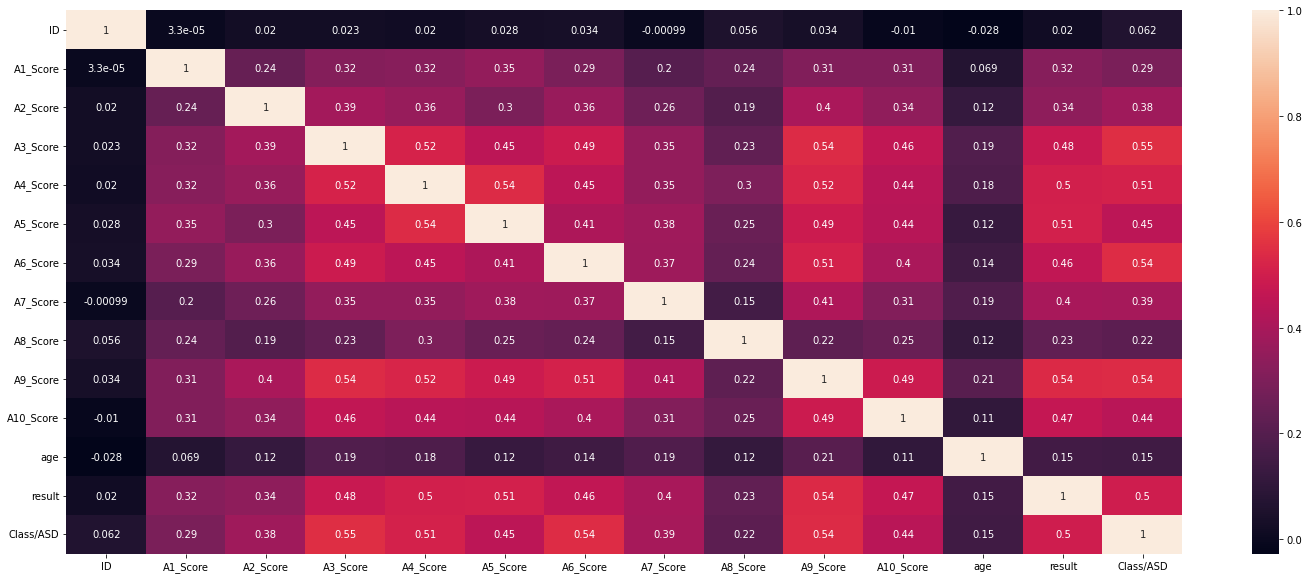 ID 1 3.3e-05 0.02 0.023 0.02 0.028 0.034 -0.00099 0.056 0.034 -0.01 -0.028 0.02 0.062
A1_Score 3.3e-05 1 0.24 0.32 0.32 0.35 0.29 0.2 0.24 0.31 0.31 0.069 0.32 0.29
A2_Score 0.02 0.24 1 0.39 0.36 0.3 0.36 0.26 0.19 0.4 0.34 0.12 0.34 0.38
A3_Score 0.023 0.32 0.39 1 0.52 0.45 0.49 0.35 0.23 0.54 0.46 0.19 0.48 0.55
A4_Score 0.02 0.32 0.36 0.52 1 0.54 0.45 0.35 0.3 0.52 0.44 0.18 0.5 0.51
A5_Score 0.028 0.35 0.3 0.45 0.54 1 0.41 0.38 0.25 0.49 0.44 0.12 0.51 0.45
A6_Score 0.034 0.29 0.36 0.49 0.45 0.41 1 0.37 0.24 0.51 0.4 0.14 0.46 0.54
A7_Score -0.00099 0.2 0.26 0.35 0.35 0.38 0.37 1 0.15 0.41 0.31 0.19 0.4 0.39
A8_Score 0.056 0.24 0.19 0.23 0.3 0.25 0.24 0.15 1 0.22 0.25 0.12 0.23 0.22
A9_Score 0.034 0.31 0.4 0.54 0.52 0.49 0.51 0.41 0.22 1 0.49 0.21 0.54 0.54
A10_Score -0.01 0.31 0.34 0.46 0.44 0.44 0.4 0.31 0.25 0.49 1 0.11 0.47 0.44
age -0.028 0.069 0.12 0.19 0.18 0.12 0.14 0.19 0.12 0.21 0.11 1 0.15 0.15
result 0.02 0.32 0.34 0.48 0.5 0.51 0.46 0.4 0.23 0.54 0.47 0.15 1 0.5
Class/ASD 0.062 0.29 0.38 0.55 0.51 0.45 0.54 0.39 0.22 0.54 0.44 0.15 0.5 1
ID A1_Score A2_Score A3_Score A4_Score A5_Score A6_Score A7_Score A8_Score A9_Score A10_Score age result Class/ASD
1.0
0.8
0.6
0.4
0.2
0.0